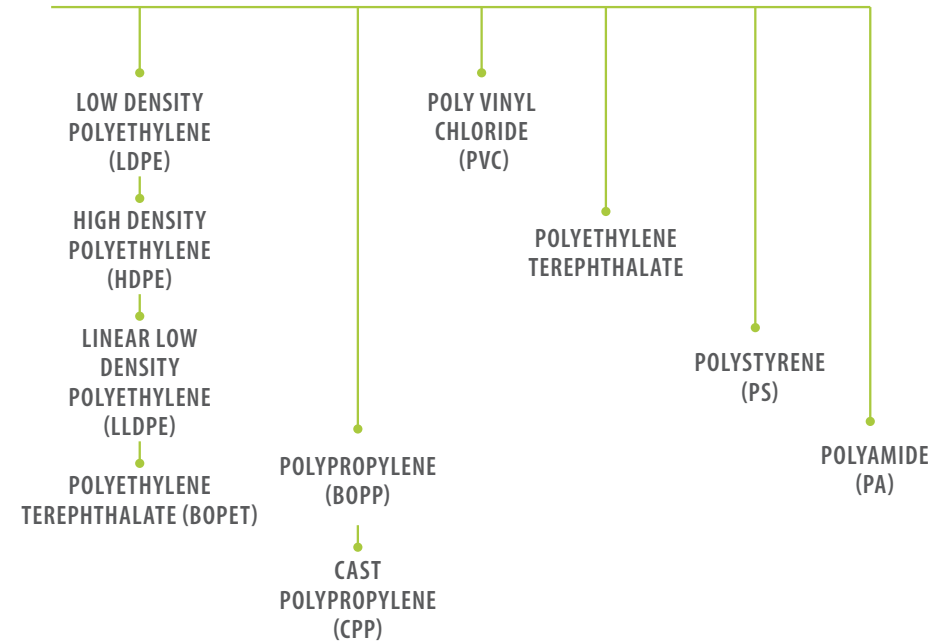 LOW DENSITY
POLYETHYLENE
(LDPE)
HIGH DENSITY
POLYETHYLENE
(HDPE)
LINEAR LOW
DENSITY
POLYETHYLENE
(LLDPE)
POLYETHYLENE
TEREPHTHALATE (BOPET)
POLYPROPYLENE
(BOPP)
CAST
POLYPROPYLENE
(CPP)
POLY VINYL
CHLORIDE
(PVC)
POLYETHYLENE
TEREPHTHALATE
POLYSTYRENE
(PS)
POLYAMIDE
(PA)